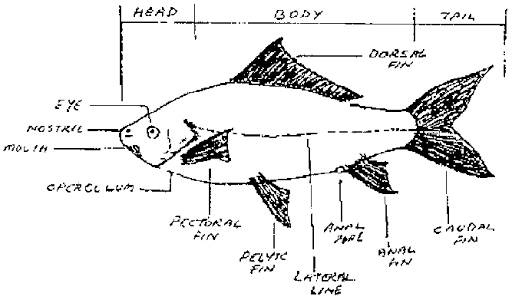 HEAD BODY TAIL
DORSAL
FIN
EYE
NOSTRIL
MOUTH
OPERCULUM
PECTORAL
FIN
PELVIC
FIN
LATERAL
LINE
ANAL
ANAL
FIN
CAUDAL
FIN